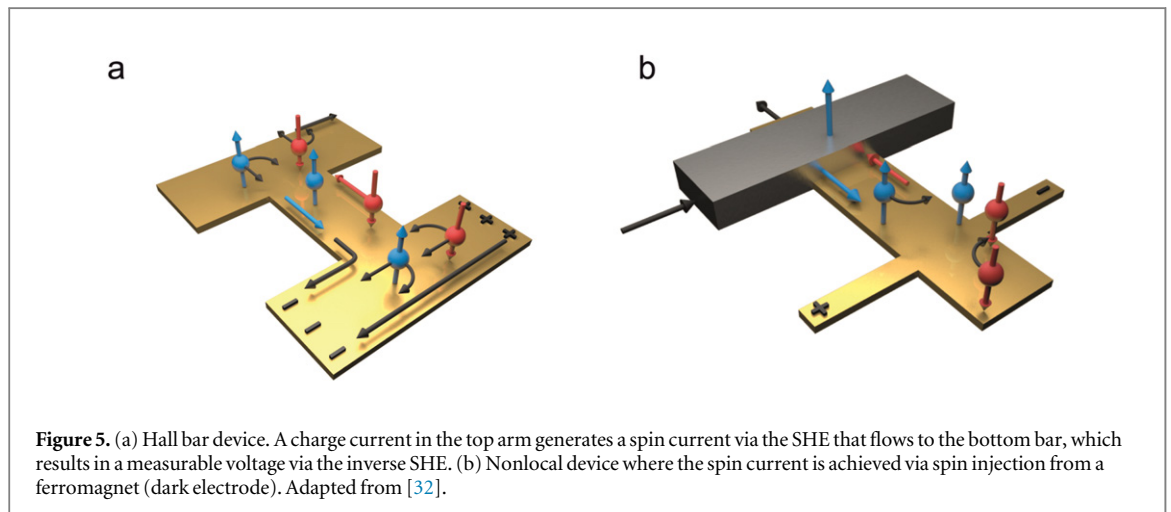 a
b
+
+
+
−
−
−
−
+
Figure 5. (a) Hall bar device. A charge current in the top arm generates a spin current via the SHE that flows to the bottom bar, which
results in a measurable voltage via the inverse SHE. (b) Nonlocal device where the spin current is achieved via spin injection from a
ferromagnet (dark electrode). Adapted from [32].